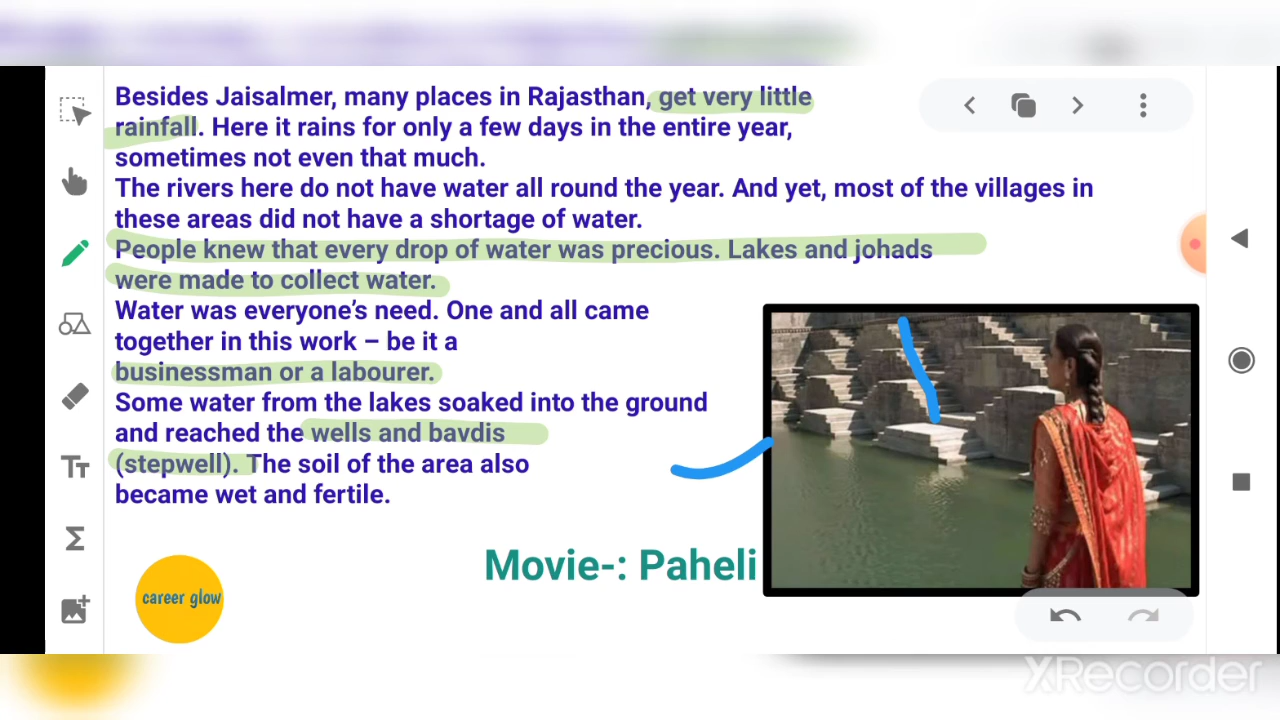 Besides Jaisalmer, many places in Rajasthan, get very little
rainfall. Here it rains for only a few days in the entire year,
sometimes not even that much.
The rivers here do not have water all round the year. And yet, most of the villages in
these areas did not have a shortage of water.
People knew that every drop of water was precious. Lakes and johads
were made to collect water.
Water was everyone's need. One and all came
together in this work – be it a
businessman or a labourer.
Some water from the lakes soaked into the ground
and reached the wells and bavdis
(stepwell). The soil of the area also
became wet and fertile.
Movie-: Paheli
career glow
TT
Σ
XRecorder